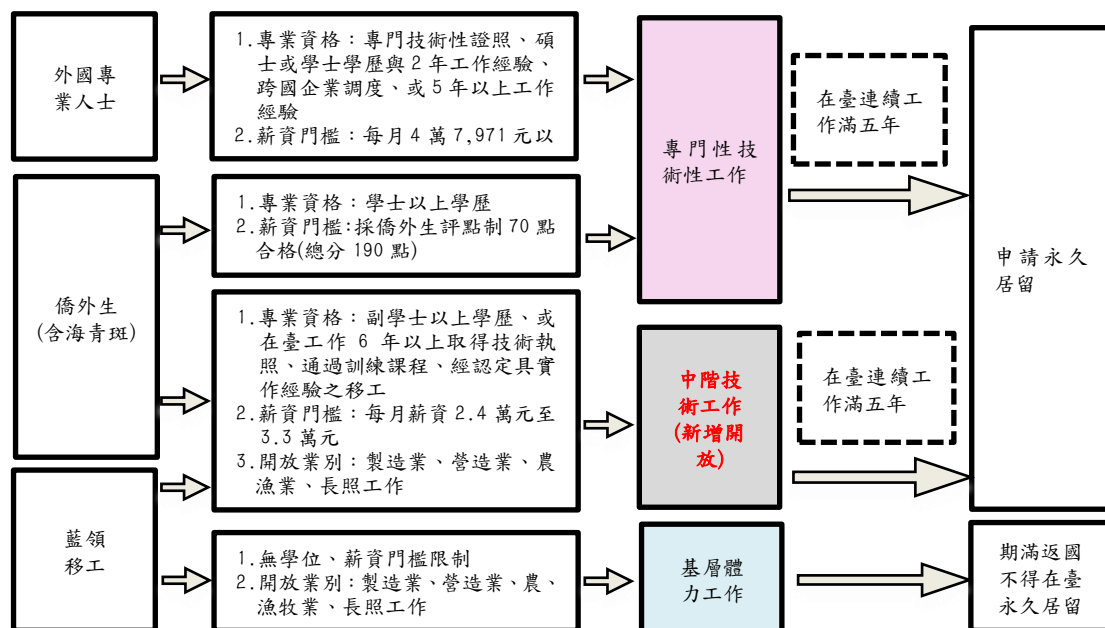 外國專
業人士
1.專業資格：專門技術性證照、碩
士或學士學歷與 2 年工作經驗、
跨國企業調度、或 5 年以上工作
經驗
2.薪資門檻：每月 4 萬 7,971 元以
專門性技
術性工作
在臺連續工
作滿五年
申請永久
居留
僑外生
(含海青斑)
1.專業資格：學士以上學歷
2.薪資門檻:採僑外生評點制 70 點
合格(總分 190 點)
1.專業資格：副學士以上學歷、或
在臺工作 6 年以上取得技術執
照、通過訓練課程、經認定具實
作經驗之移工
2.薪資門檻：每月薪資 2.4 萬元至
3.3 萬元
3.開放業別：製造業、營造業、農
漁業、長照工作
中階技
術工作
(新增開
放)
在臺連續工
作滿五年
藍領
移工
1.無學位、薪資門檻限制
2.開放業別：製造業、營造業、農、
漁牧業、長照工作
基層體
力工作
期滿返國
不得在臺
永久居留